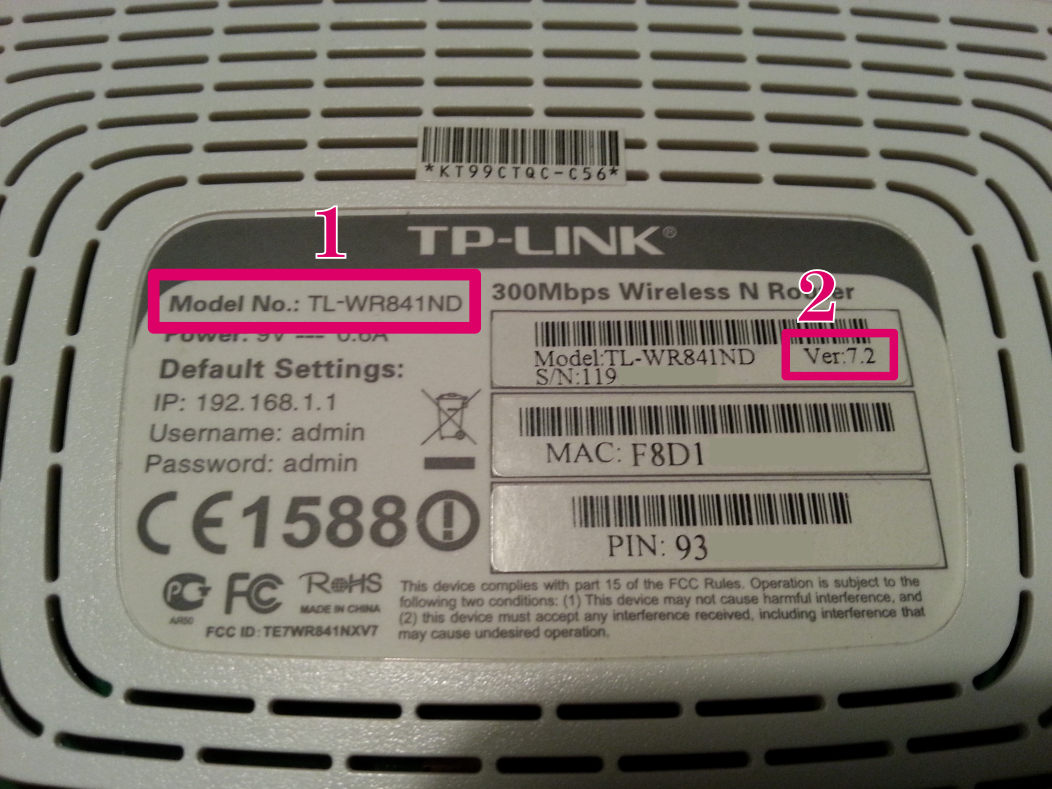 *KT99CTQC-C56*
1
TP-LINK®
Model No.: TL-WR841ND
300Mbps Wireless N Router
2
Power: 9V 0.6A
Model:TL-WR841ND Ver:7.2
S/N:119
Default Settings:
IP: 192.168.1.1
Username: admin
Password: admin
MAC: F8D1
PIN: 93
CE1588
PCT
AR50
FC
RoHS
MADE IN CHINA
FCC ID: TE7WR841NXV7
This device complies with part 15 of the FCC Rules. Operation is subject to the
following two conditions: (1) This device may not cause harmful interference, and
(2) this device must accept any interference received, including interference that
may cause undesired operation.